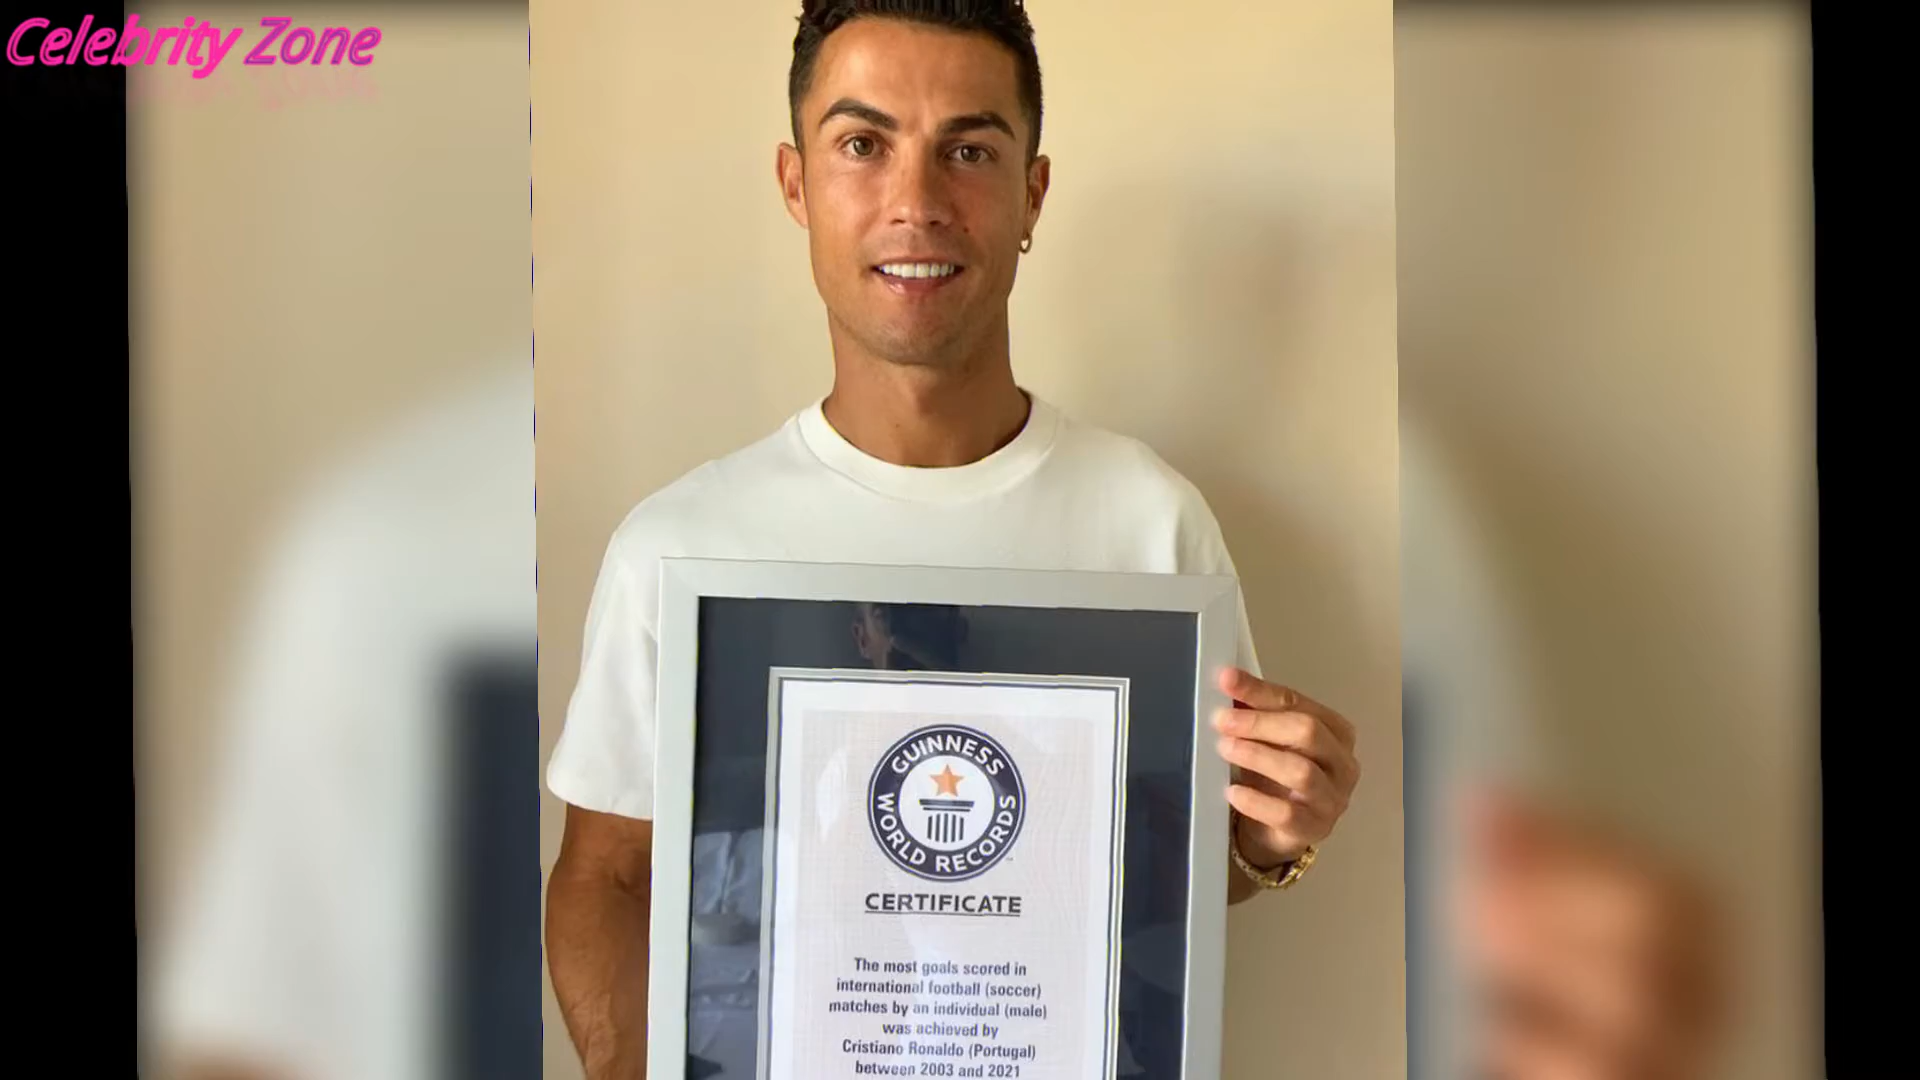 Celebrity Zone
GUINNESS
WORLD RECORDS
CERTIFICATE
The most goals scored in
international football (soccer)
matches by an individual (male)
was achieved by
Cristiano Ronaldo (Portugal)
between 2003 and 2021